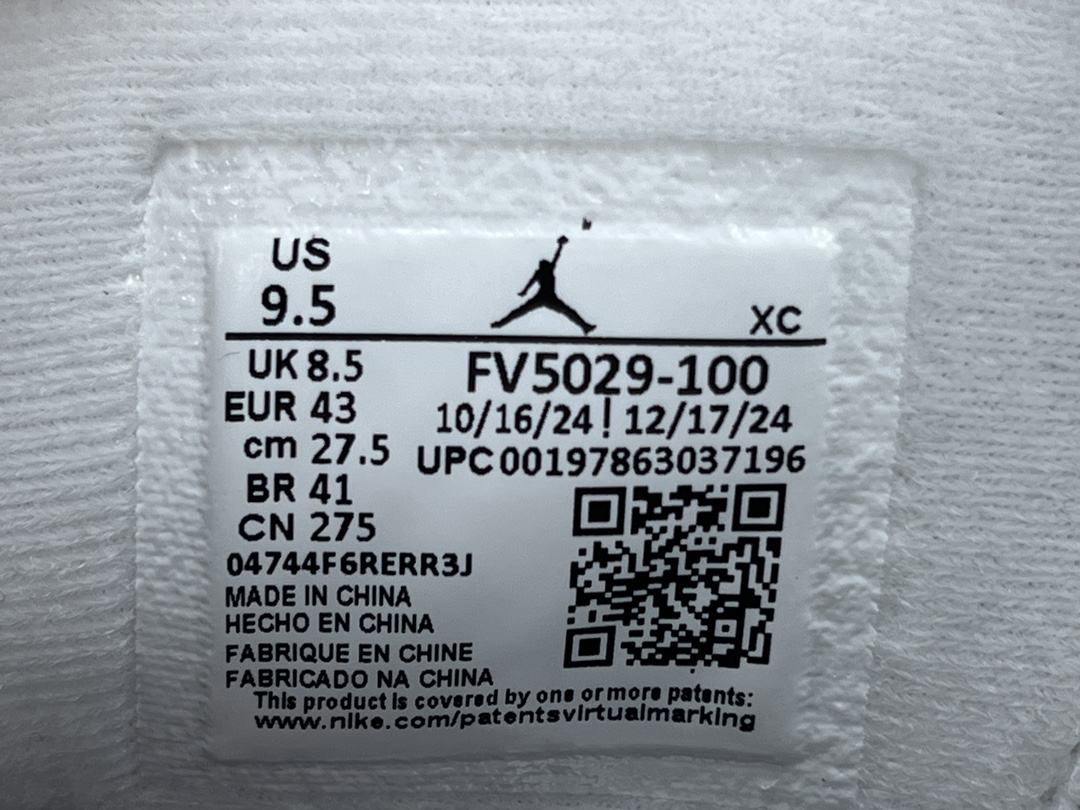 US
9.5
XC
UK 8.5
FV5029-100
EUR 43
10/16/24! 12/17/24
cm 27.5
UPC00197863037196
BR 41
CN 275
04744F6RERR3J
MADE IN CHINA
HECHO EN CHINA
FABRIQUE EN CHINE
FABRICADO NA CHINA
This product is covered by one or more patents:
www.nike.com/patentsvirtualmarking